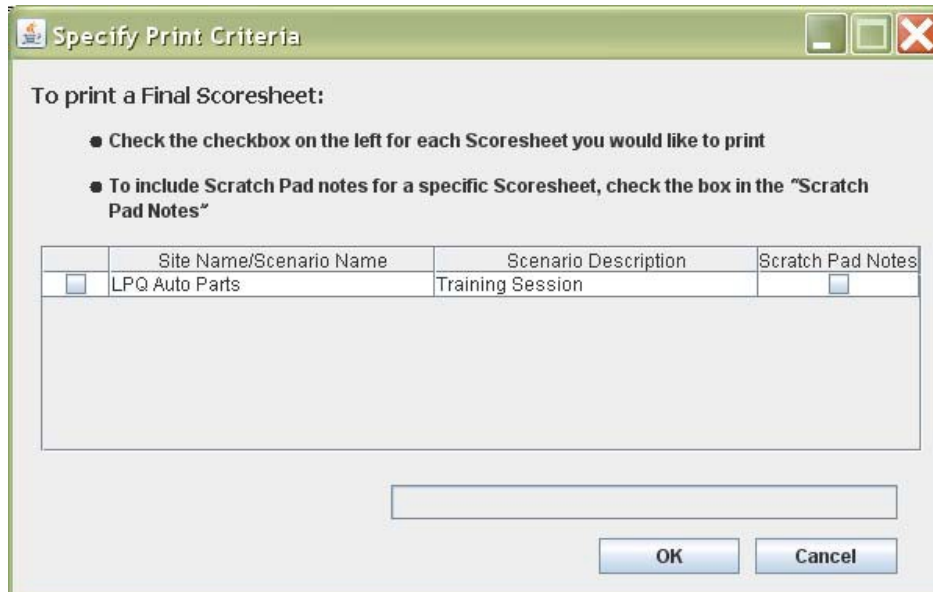 Specify Print Criteria
To print a Final Scoresheet:
● Check the checkbox on the left for each Scoresheet you would like to print
● To include Scratch Pad notes for a specific Scoresheet, check the box in the "Scratch
Pad Notes"
Site Name/Scenario Name Scenario Description Scratch Pad Notes
LPQ Auto Parts Training Session
OK Cancel